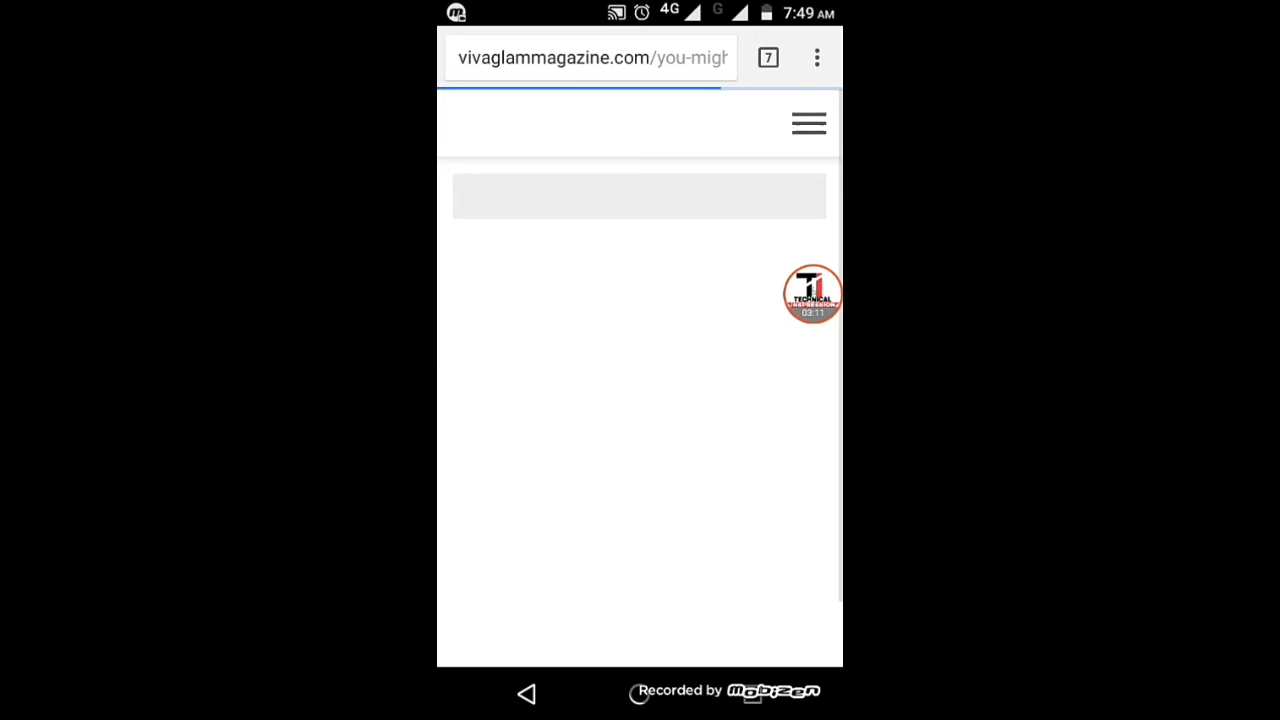 4G G 7:49 AM
vivaglammagazine.com/you-migh
7
TECHNICAL
03:11
Recorded by mobizen